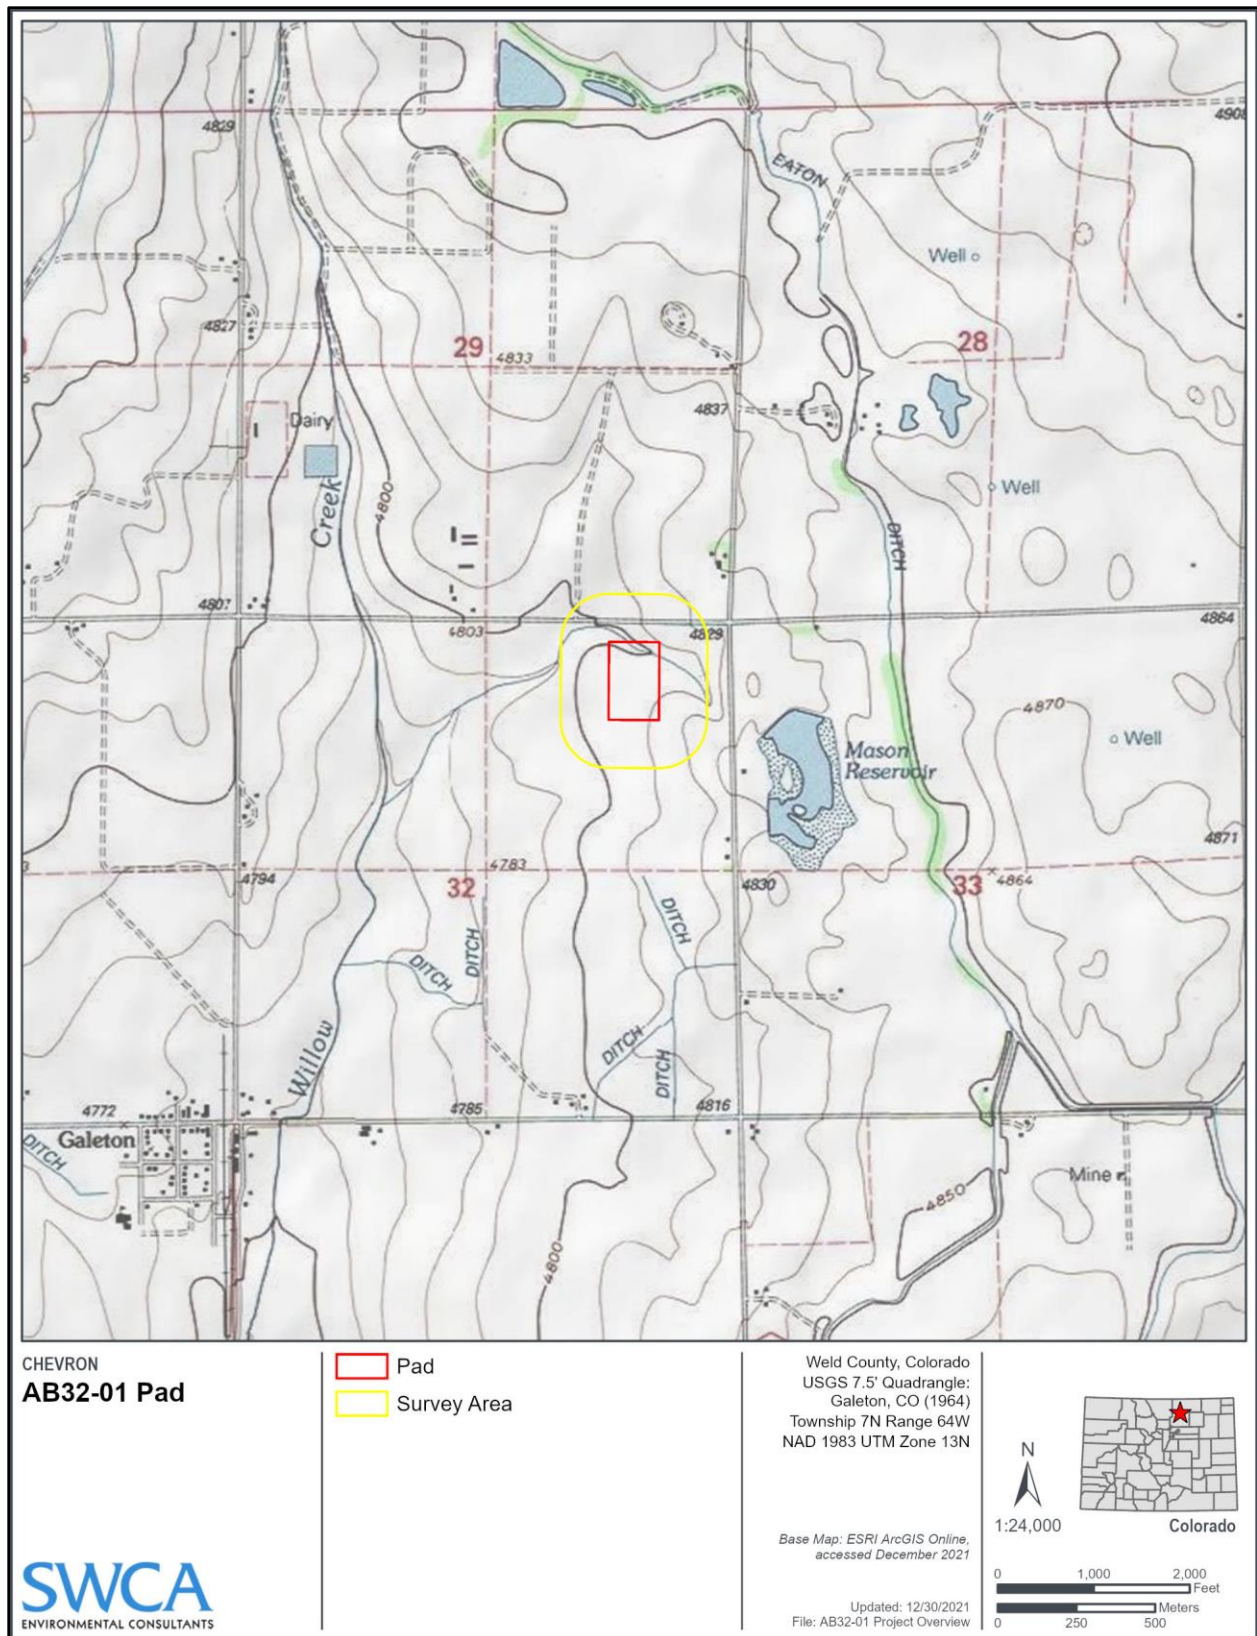 4829
4908
EATON
Well
4827
29
28
4833
4837
Dairy
4800
Well
Creek
DITCH
4807
4803
4829
4864
4870
Well
Mason
Reservoir
4871
4783
4794
32
4830
33
4864
DITCH
DITCH
DITCH
Willow
DITCH
DITCH
4772
4785
4816
Galeton
DITCH
Mine
4850
4800
CHEVRON
AB32-01 Pad
Pad
Survey Area
Weld County, Colorado
USGS 7.5' Quadrangle:
Galeton, CO (1964)
Township 7N Range 64W
NAD 1983 UTM Zone 13N
N
1:24,000
Colorado
Base Map: ESRI ArcGIS Online,
accessed December 2021
Updated: 12/30/2021
File: AB32-01 Project Overview
0 1,000 2,000
Feet
Meters
0 250 500
SWCA
ENVIRONMENTAL CONSULTANTS